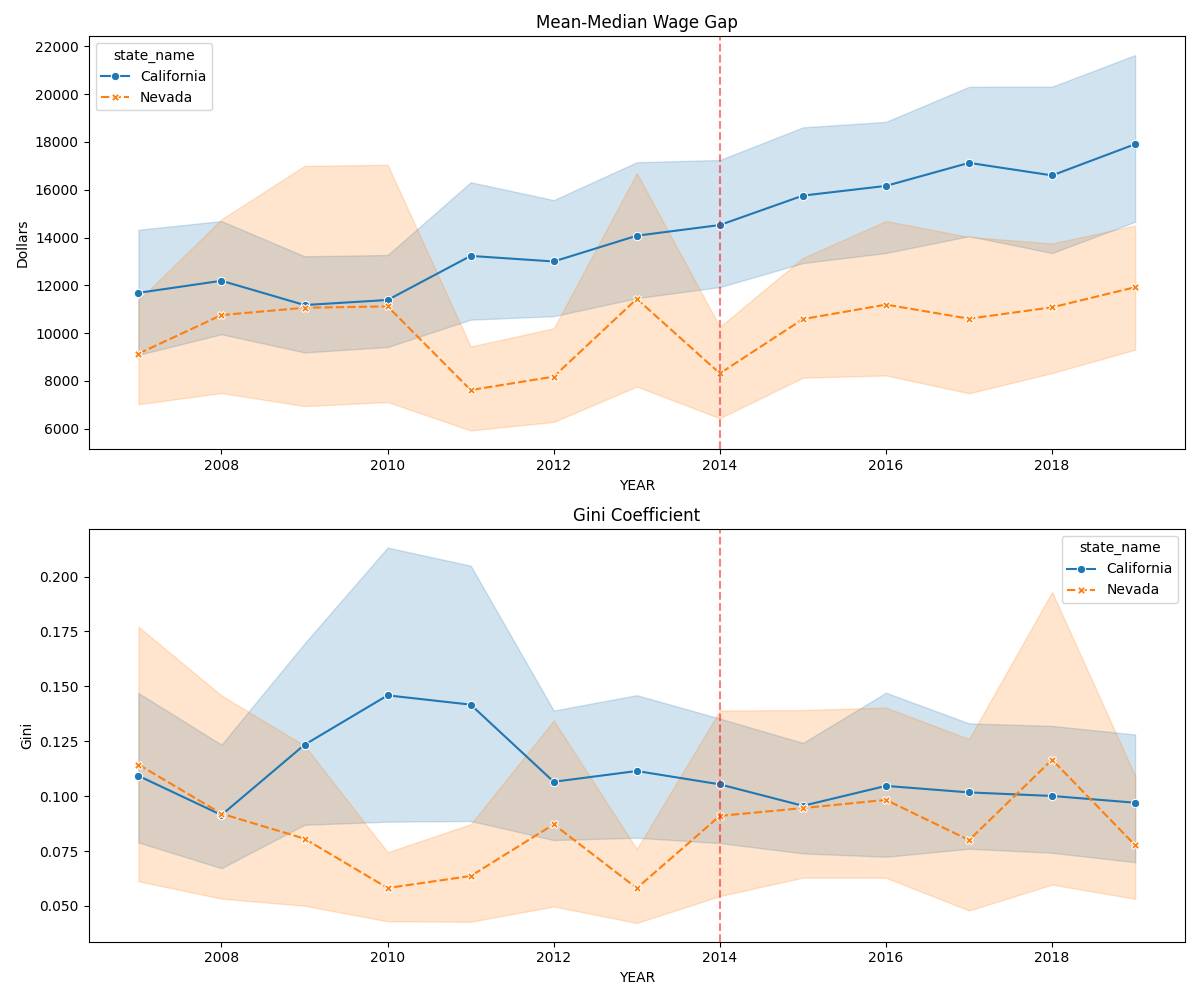 Mean-Median Wage Gap
22000
20000
18000
16000
14000
12000
10000
8000
6000
Dollars
state_name
California
Nevada
2008 2010 2012 2014 2016 2018
YEAR
Gini Coefficient
0.200
0.175
0.150
0.125
0.100
0.075
0.050
Gini
state_name
California
Nevada
2008 2010 2012 2014 2016 2018
YEAR